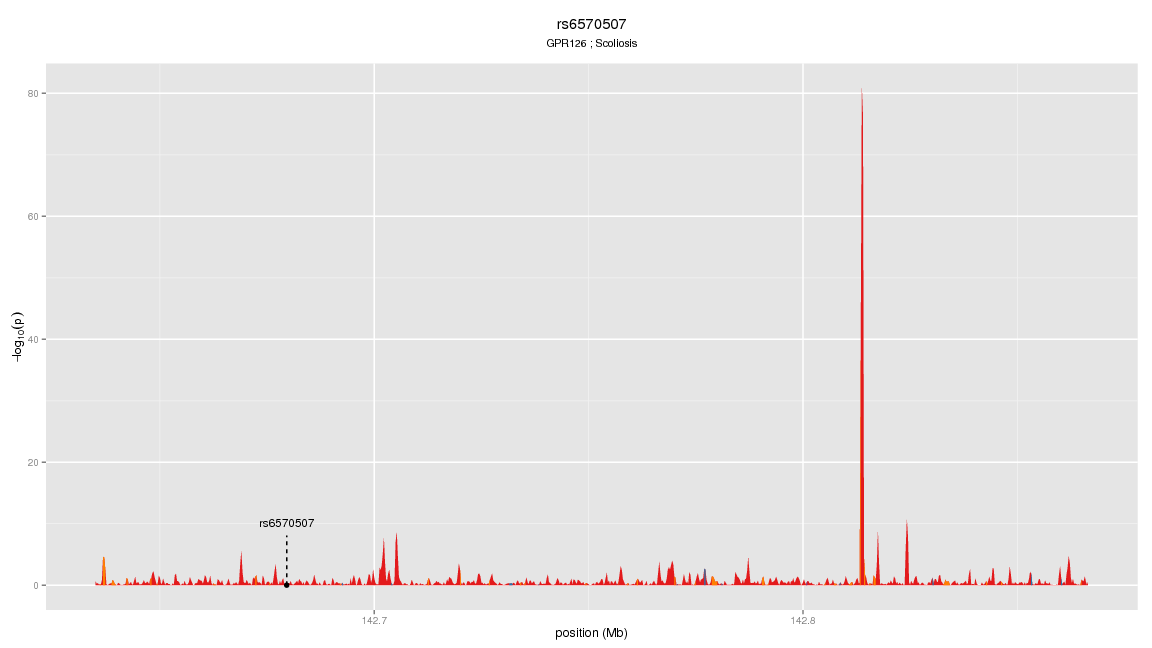 rs6570507
GPR126 ; Scoliosis
80
60
40
20
0
−log10(p)
rs6570507
142.7
142.8
position (Mb)